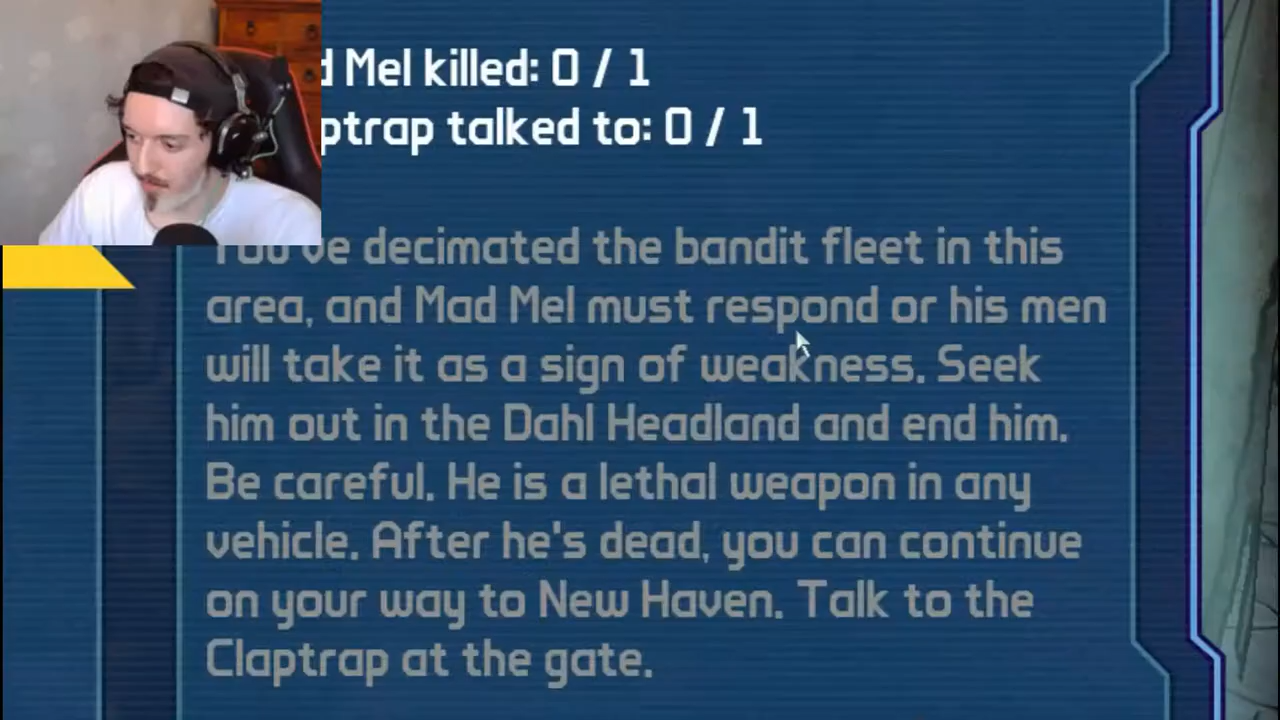 Mel killed: 0 / 1
talked to: 0 / 1
You've decimated the bandit fleet in this
area, and Mad Mel must respond or his men
will take it as a sign of weakness. Seek
him out in the Dahl Headland and end him.
Be careful. He is a lethal weapon in any
vehicle. After he's dead, you can continue
on your way to New Haven. Talk to the
Claptrap at the gate.